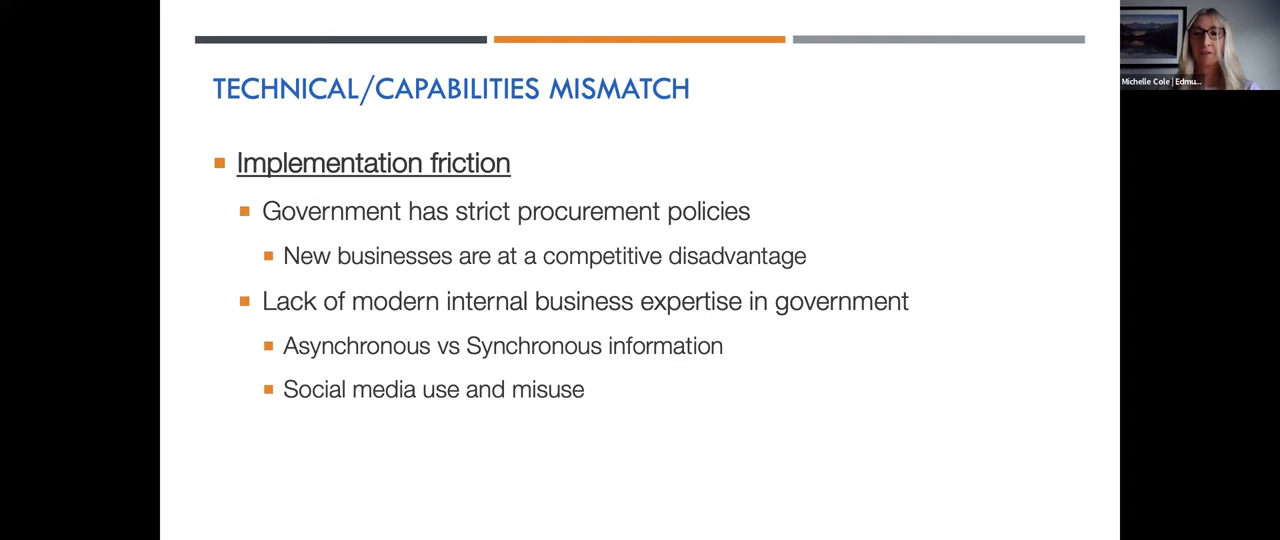 TECHNICAL/CAPABILITIES MISMATCH
Implementation friction
Government has strict procurement policies
New businesses are at a competitive disadvantage
Lack of modern internal business expertise in government
Asynchronous vs Synchronous information
Social media use and misuse
Michelle Cole | Edmu...